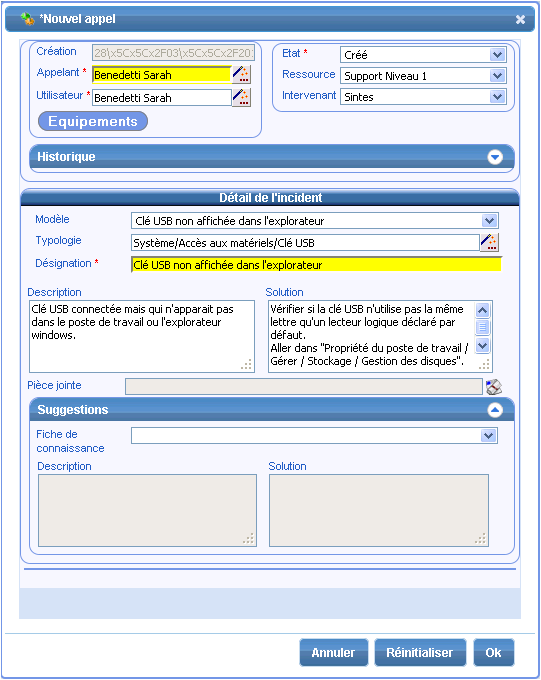 *Nouvel appel
Création 28\x5Cx5Cx2F03\x5Cx5Cx2F20
Appelant * Benedetti Sarah
Utilisateur * Benedetti Sarah
Equipements
Etat * Créé
Ressource Support Niveau 1
Intervenant Sintes
Historique
Détail de l'incident
Modèle Clé USB non affichée dans l'explorateur
Typologie Système/Accès aux matériels/Clé USB
Désignation * Clé USB non affichée dans l'explorateur
Description
Clé USB connectée mais qui n'apparait pas
dans le poste de travail ou l'explorateur
windows.
Solution
Vérifier si la clé USB n'utilise pas la même
lettre qu'un lecteur logique déclaré par
défaut.
Aller dans "Propriété du poste de travail /
Gérer / Stockage / Gestion des disques".
Pièce jointe
Suggestions
Fiche de
connaissance
Description
Solution
Annuler
Réinitialiser
Ok